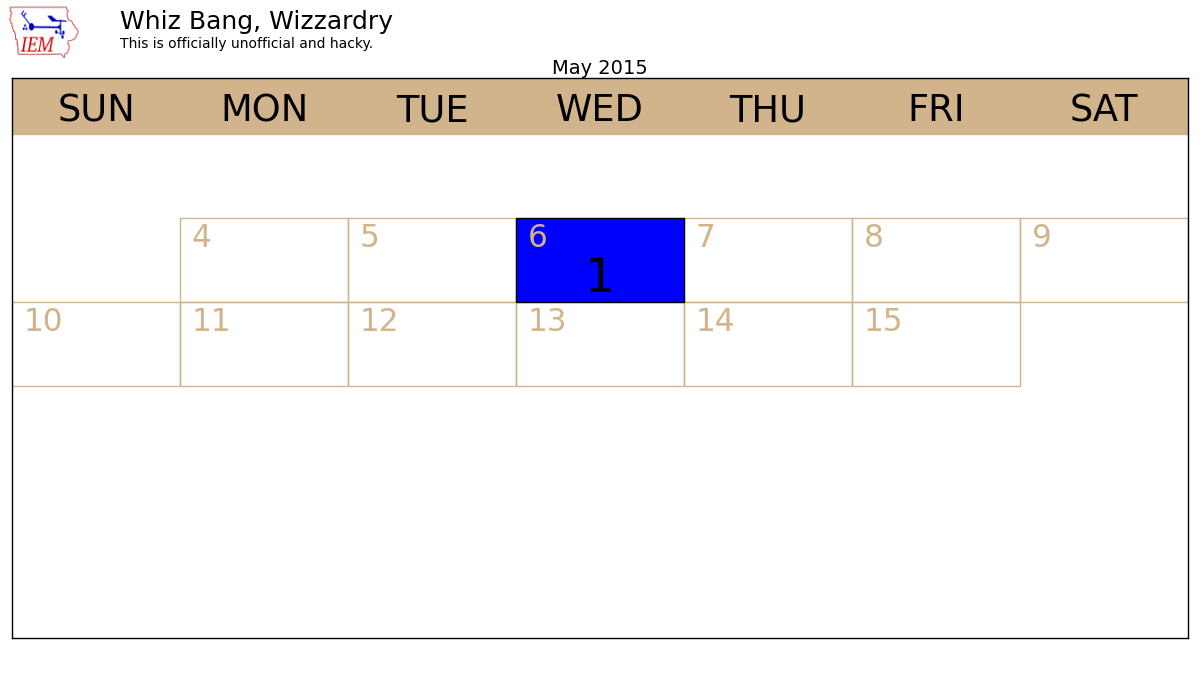 IEM
Whiz Bang, Wizzardry
This is officially unofficial and hacky.
May 2015
SUN MON TUE WED THU FRI SAT
4 5 6 7 8 9
1
10 11 12 13 14 15